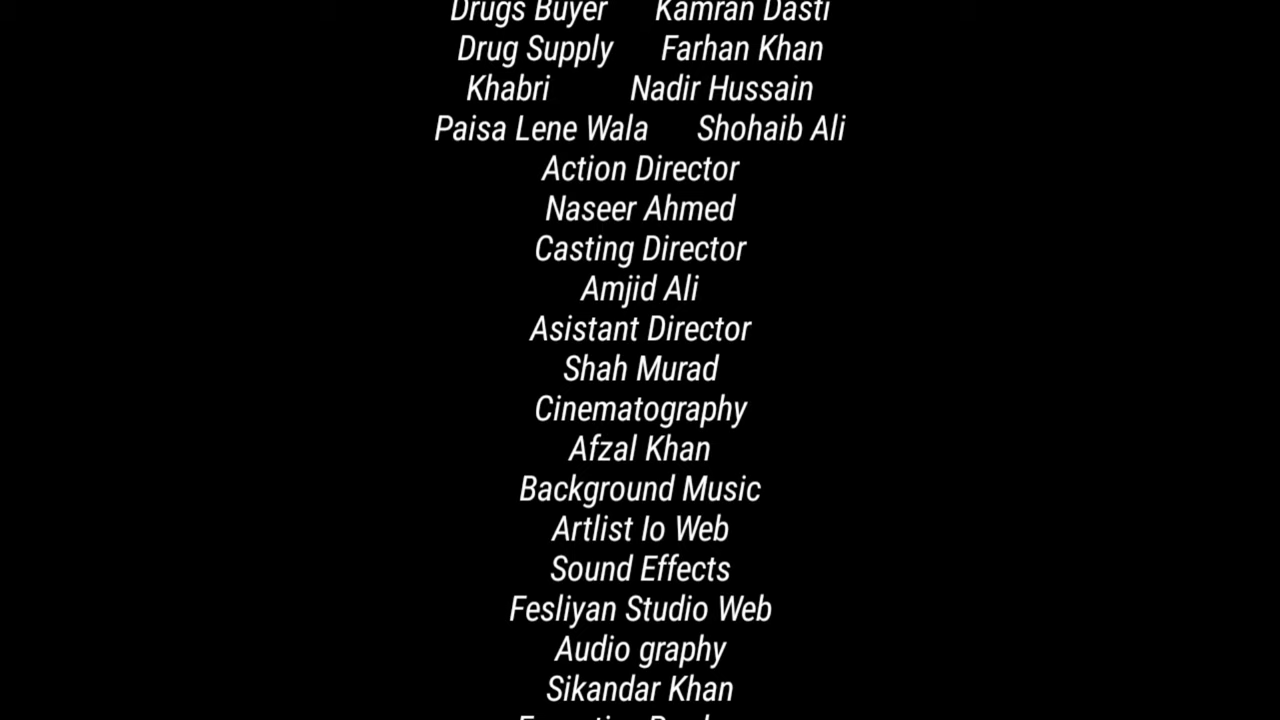 Drugs Buyer Kamran Dasti
Drug Supply Farhan Khan
Khabri Nadir Hussain
Paisa Lene Wala Shohaib Ali
Action Director
Naseer Ahmed
Casting Director
Amjid Ali
Asistant Director
Shah Murad
Cinematography
Afzal Khan
Background Music
Artlist Io Web
Sound Effects
Fesliyan Studio Web
Audio graphy
Sikandar Khan